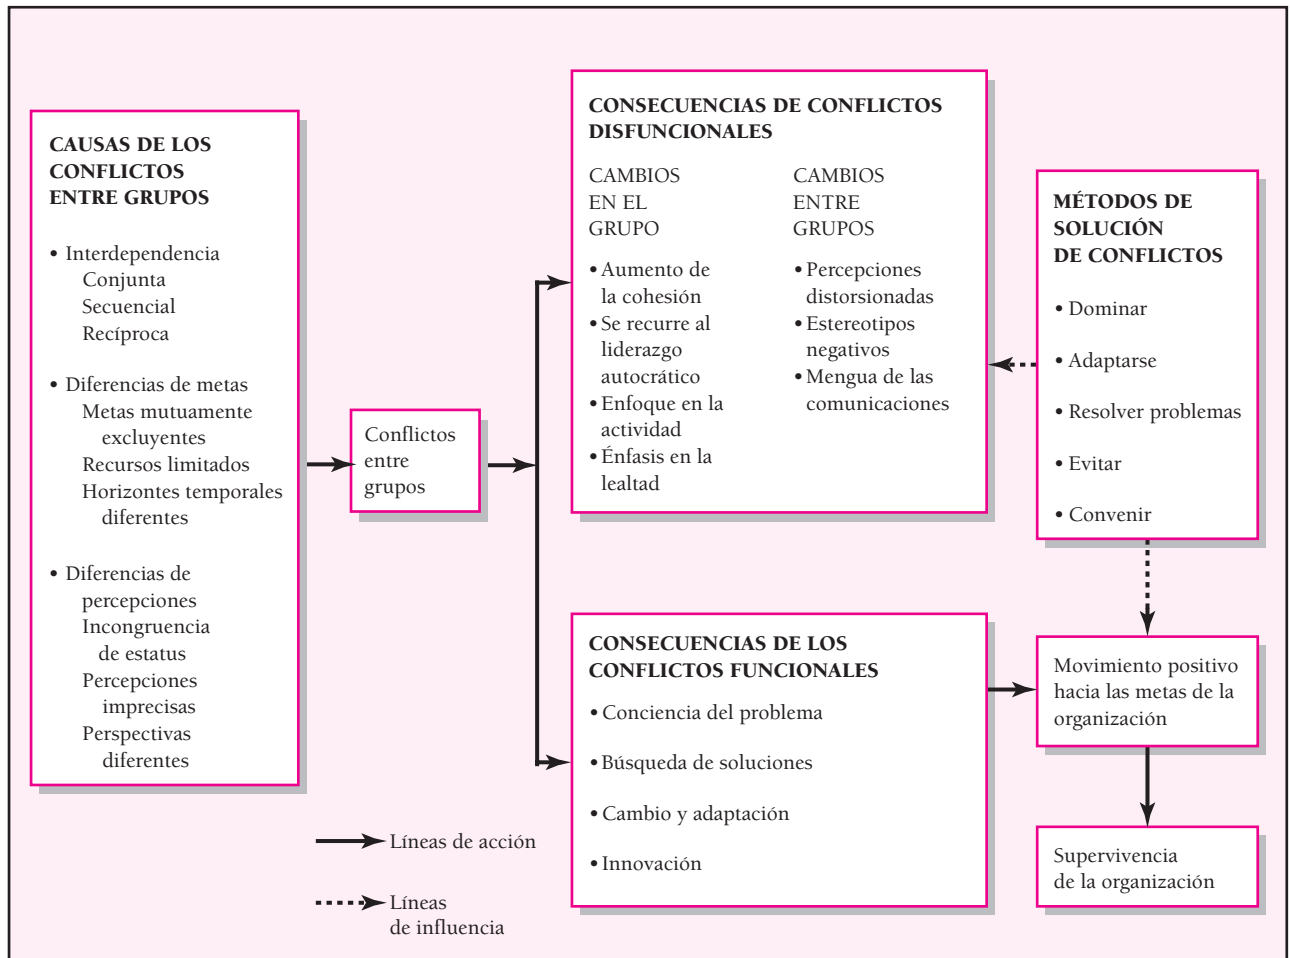 CAUSAS DE LOS
CONFLICTOS
ENTRE GRUPOS
• Interdependencia
Conjunta
Secuencial
Recíproca
• Diferencias de metas
Metas mutuamente
excluyentes
Recursos limitados
Horizontes temporales
diferentes
• Diferencias de
percepciones
Incongruencia
de estatus
Percepciones
imprecisas
Perspectivas
diferentes
Conflictos
entre
grupos
CONSECUENCIAS DE CONFLICTOS
DISFUNCIONALES
CAMBIOS
EN EL
GRUPO
• Aumento de
la cohesión
• Se recurre al
liderazgo
autocrático
• Enfoque en la
actividad
• Énfasis en la
lealtad
CAMBIOS
ENTRE
GRUPOS
• Percepciones
distorsionadas
• Estereotipos
negativos
• Mengua de las
comunicaciones
CONSECUENCIAS DE LOS
CONFLICTOS FUNCIONALES
• Conciencia del problema
• Búsqueda de soluciones
• Cambio y adaptación
• Innovación
MÉTODOS DE
SOLUCIÓN
DE CONFLICTOS
• Dominar
• Adaptarse
• Resolver problemas
• Evitar
• Convenir
Movimiento positivo
hacia las metas de la
organización
Supervivencia
de la organización
Líneas de acción
Líneas
de influencia